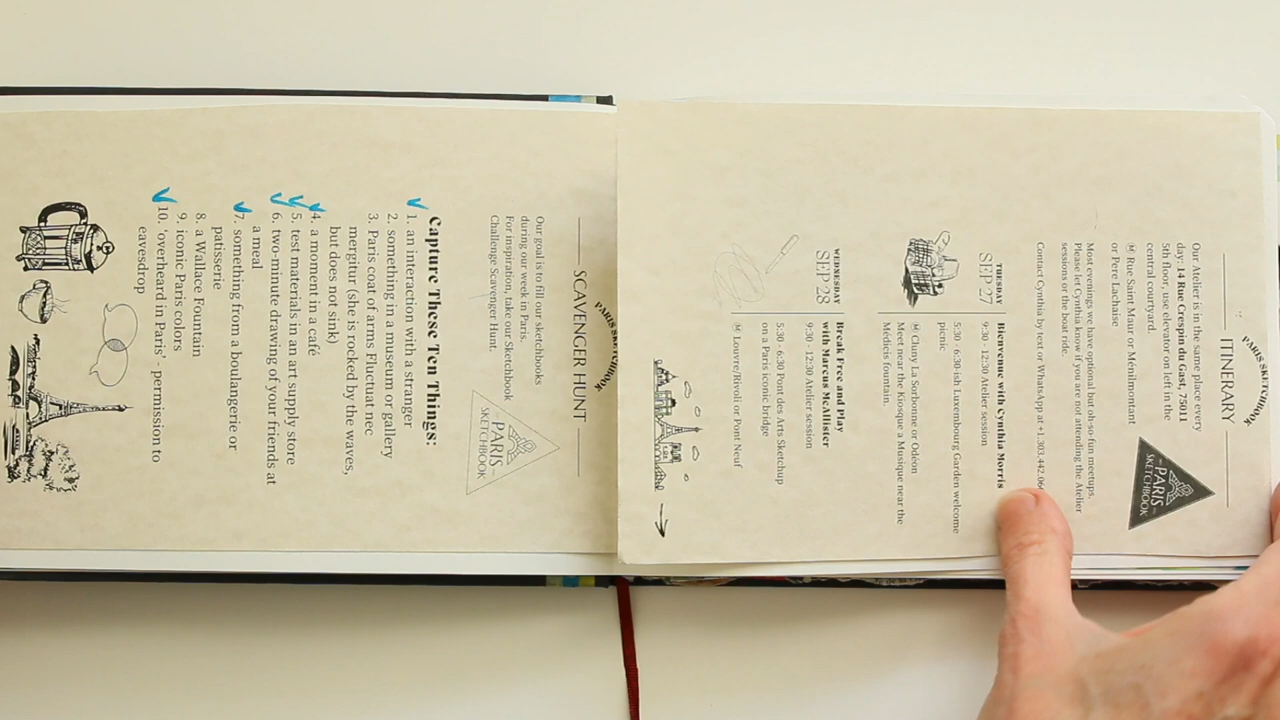 PARIS SKETCHBOOK
ITINERARY
Our Atelier is in the same place every
day: 14 Rue Crespin du Gast, 75011
5th floor, use elevator on left in the
central courtyard.
M Rue Saint Maur or Ménilmontant
or Pere Lachaise
THE PARIS
SKETCHBOOK
Most evenings we have optional but oh-so-fun meetups.
Please let Cynthia know if you are not attending the Atelier
sessions or the boat ride.
Contact Cynthia by text or WhatsApp at +1.303.442.06
TUESDAY
SEP 27
Bienvenue with Cynthia Morris
9:30 - 12:30 Atelier session
5:30 - 6:30-ish Luxembourg Garden welcome
picnic
M Cluny La Sorbonne or Odéon
Meet near the Kiosque a Musique near the
Médicis fountain.
WEDNESDAY
SEP 28
Break Free and Play
with Marcus McAllister
9:30 - 12:30 Atelier session
5:30 - 6:30 Pont des Arts Sketchup
on a Paris iconic bridge
M Louvre/Rivoli or Pont Neuf
PARIS SKETCHBOOK
SCAVENGER HUNT
Our goal is to fill our sketchbooks
during our week in Paris.
For inspiration, take our Sketchbook
Challenge Scavenger Hunt.
THE PARIS
SKETCHBOOK
Capture These Ten Things:
1. an interaction with a stranger
2. something in a museum or gallery
3. Paris coat of arms Fluctuat nec
mergitur (she is rocked by the waves,
but does not sink)
4. a moment in a café
5. test materials in an art supply store
6. two-minute drawing of your friends at
a meal
7. something from a boulangerie or
patisserie
8. a Wallace Fountain
9. iconic Paris colors
10. 'overheard in Paris' - permission to
eavesdrop